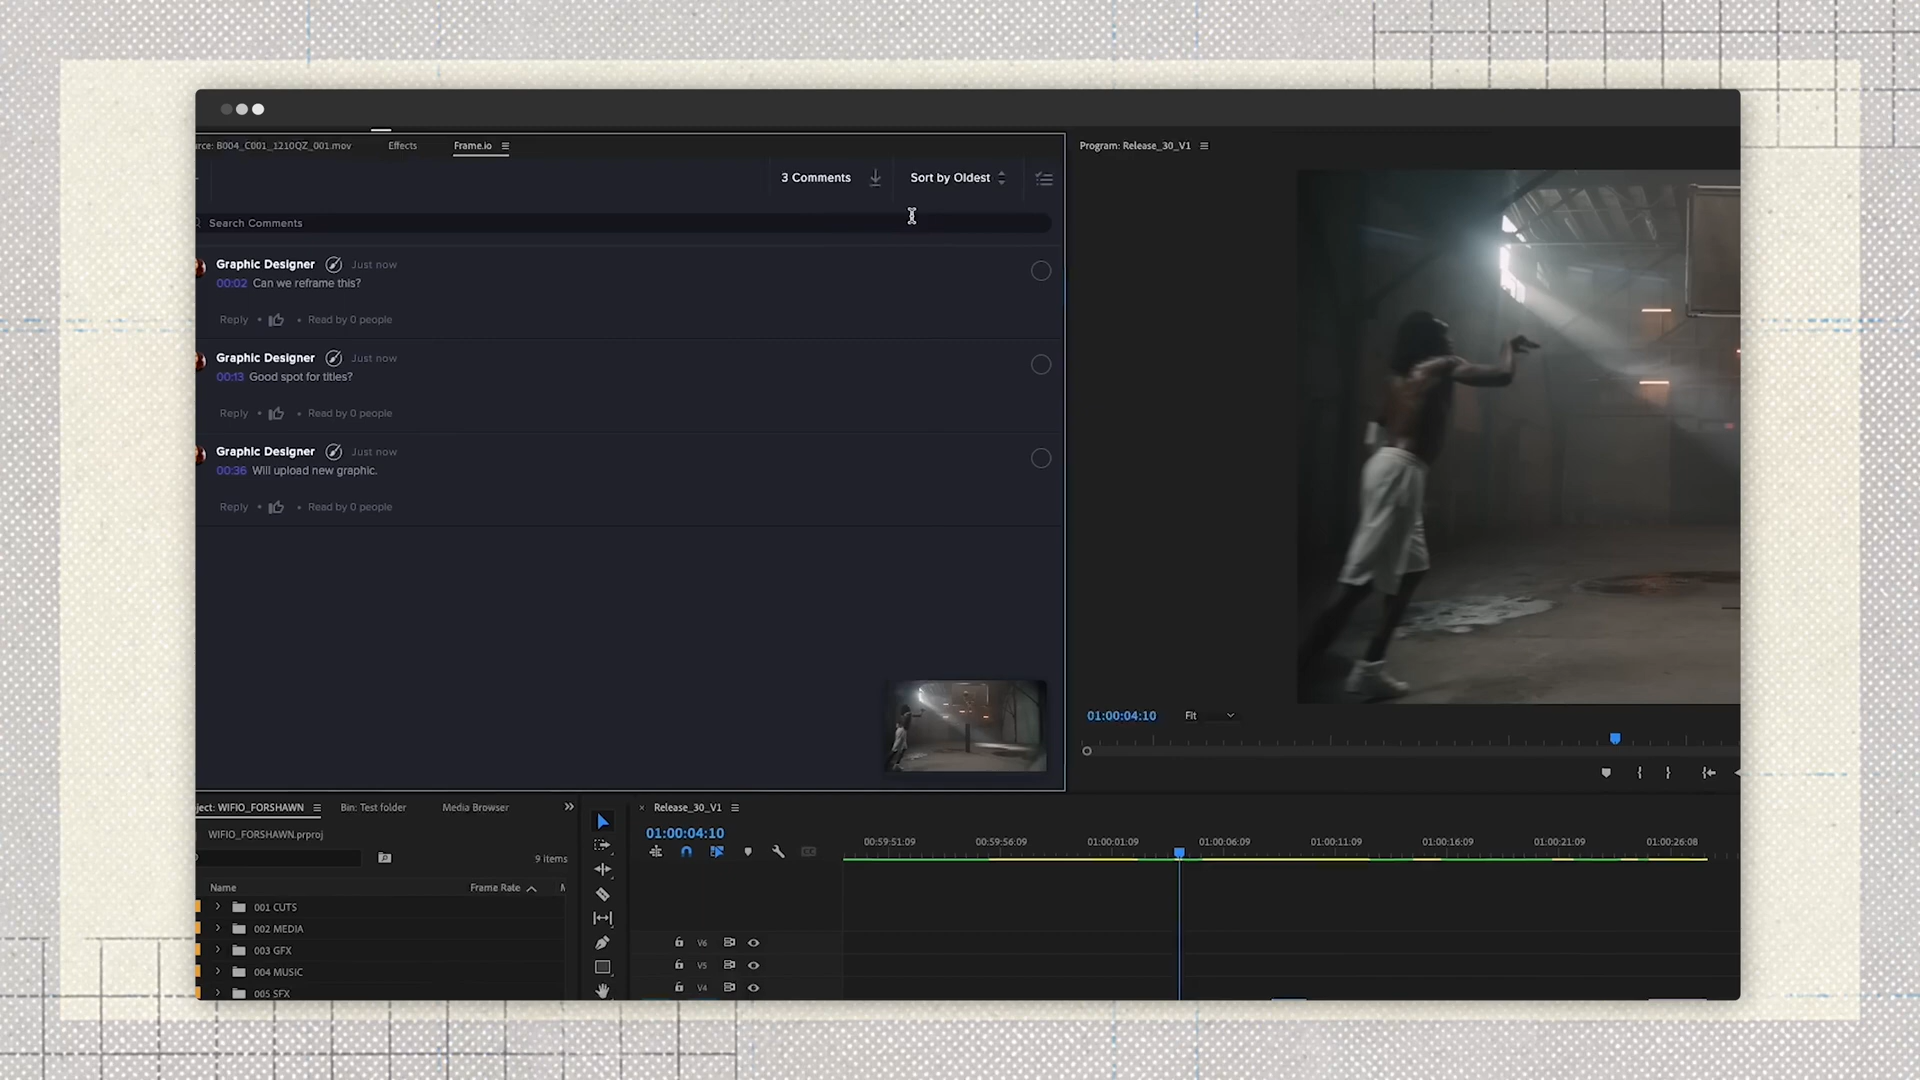 rce: B004_C001_1210QZ_001.mov
Effects
Frame.io
3 Comments
Sort by Oldest
Search Comments
Graphic Designer Just now
00:02 Can we reframe this?
Reply • • Read by 0 people
Graphic Designer Just now
00:13 Good spot for titles?
Reply • • Read by 0 people
Graphic Designer Just now
00:36 Will upload new graphic.
Reply • • Read by 0 people
Program: Release_30_V1
01:00:04:10
Fit
ject: WIFIO_FORSHAWN
Bin: Test folder
Media Browser
WIFIO_FORSHAWN.prproj
9 items
Name
Frame Rate
001 CUTS
002 MEDIA
003 GFX
004 MUSIC
005 SFX
× Release_30_V1
01:00:04:10
00:59:51:09
00:59:56:09
01:00:01:09
01:00:06:09
01:00:11:09
01:00:16:09
01:00:21:09
01:00:26:08
V6
V5
V4